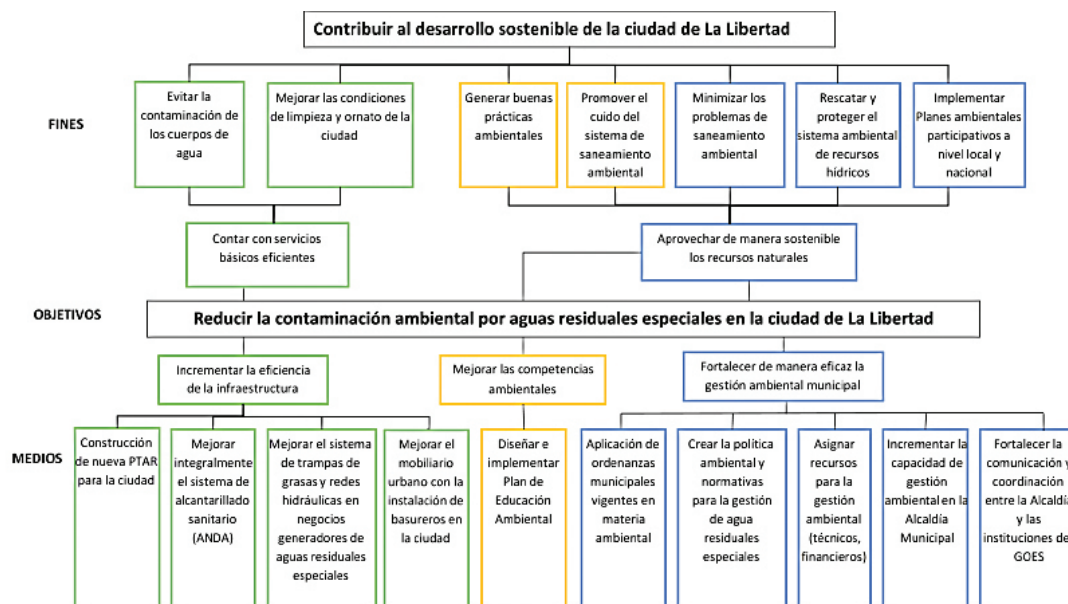 Contribuir al desarrollo sostenible de la ciudad de La Libertad
FINES
Evitar la
contaminación de
los cuerpos de
agua
Mejorar las condiciones
de limpieza y ornato de la
ciudad
Generar buenas
prácticas
ambientales
Promover el
cuido del
sistema de
saneamiento
ambiental
Minimizar los
problemas de
saneamiento
ambiental
Rescatar y
proteger el
sistema ambiental
de recursos
hídricos
Implementar
Planes ambientales
participativos a
nivel local y
nacional
Contar con servicios
básicos eficientes
Aprovechar de manera sostenible
los recursos naturales
OBJETIVOS
Reducir la contaminación ambiental por aguas residuales especiales en la ciudad de La Libertad
Incrementar la eficiencia
de la infraestructura
Mejorar las competencias
ambientales
Fortalecer de manera eficaz la
gestión ambiental municipal
MEDIOS
Construcción
de nueva PTAR
para la ciudad
Mejorar
integralmente
el sistema de
alcantarillado
sanitario
(ANDA)
Mejorar el sistema
de trampas de
grasas y redes
hidráulicas en
negocios
generadores de
aguas residuales
especiales
Mejorar el
mobiliario
urbano con la
instalación de
basureros en
la ciudad
Diseñar e
implementar
Plan de
Educación
Ambiental
Aplicación de
ordenanzas
municipales
vigentes en
materia
ambiental
Crear la política
ambiental y
normativas
para la gestión
de agua
residuales
especiales
Asignar
recursos para
la gestión
ambiental
(técnicos,
financieros)
Incrementar la
capacidad de
gestión
ambiental en la
Alcaldía
Municipal
Fortalecer la
comunicación y
coordinación
entre la Alcaldía
y las
instituciones de
GOES